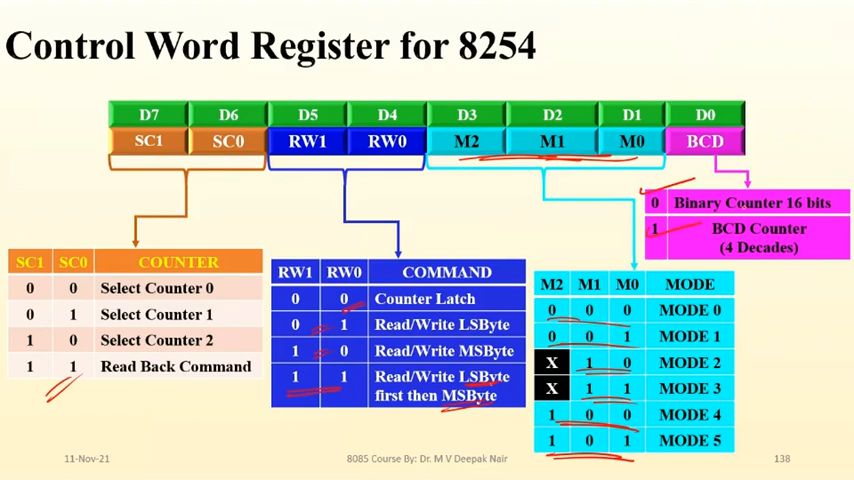 Control Word Register for 8254
D7 D6 D5 D4 D3 D2 D1 D0
SC1 SC0 RW1 RW0 M2 M1 M0 BCD
0 Binary Counter 16 bits
1 BCD Counter
(4 Decades)
SC1 SC0 COUNTER
0 0 Select Counter 0
0 1 Select Counter 1
1 0 Select Counter 2
1 1 Read Back Command
RW1 RW0 COMMAND
0 0 Counter Latch
0 1 Read/Write LSByte
1 0 Read/Write MSByte
1 1 Read/Write LSByte
first then MSByte
M2 M1 M0 MODE
0 0 0 MODE 0
0 0 1 MODE 1
X 1 0 MODE 2
X 1 1 MODE 3
1 0 0 MODE 4
1 0 1 MODE 5
11-Nov-21 8085 Course By: Dr. M V Deepak Nair 138